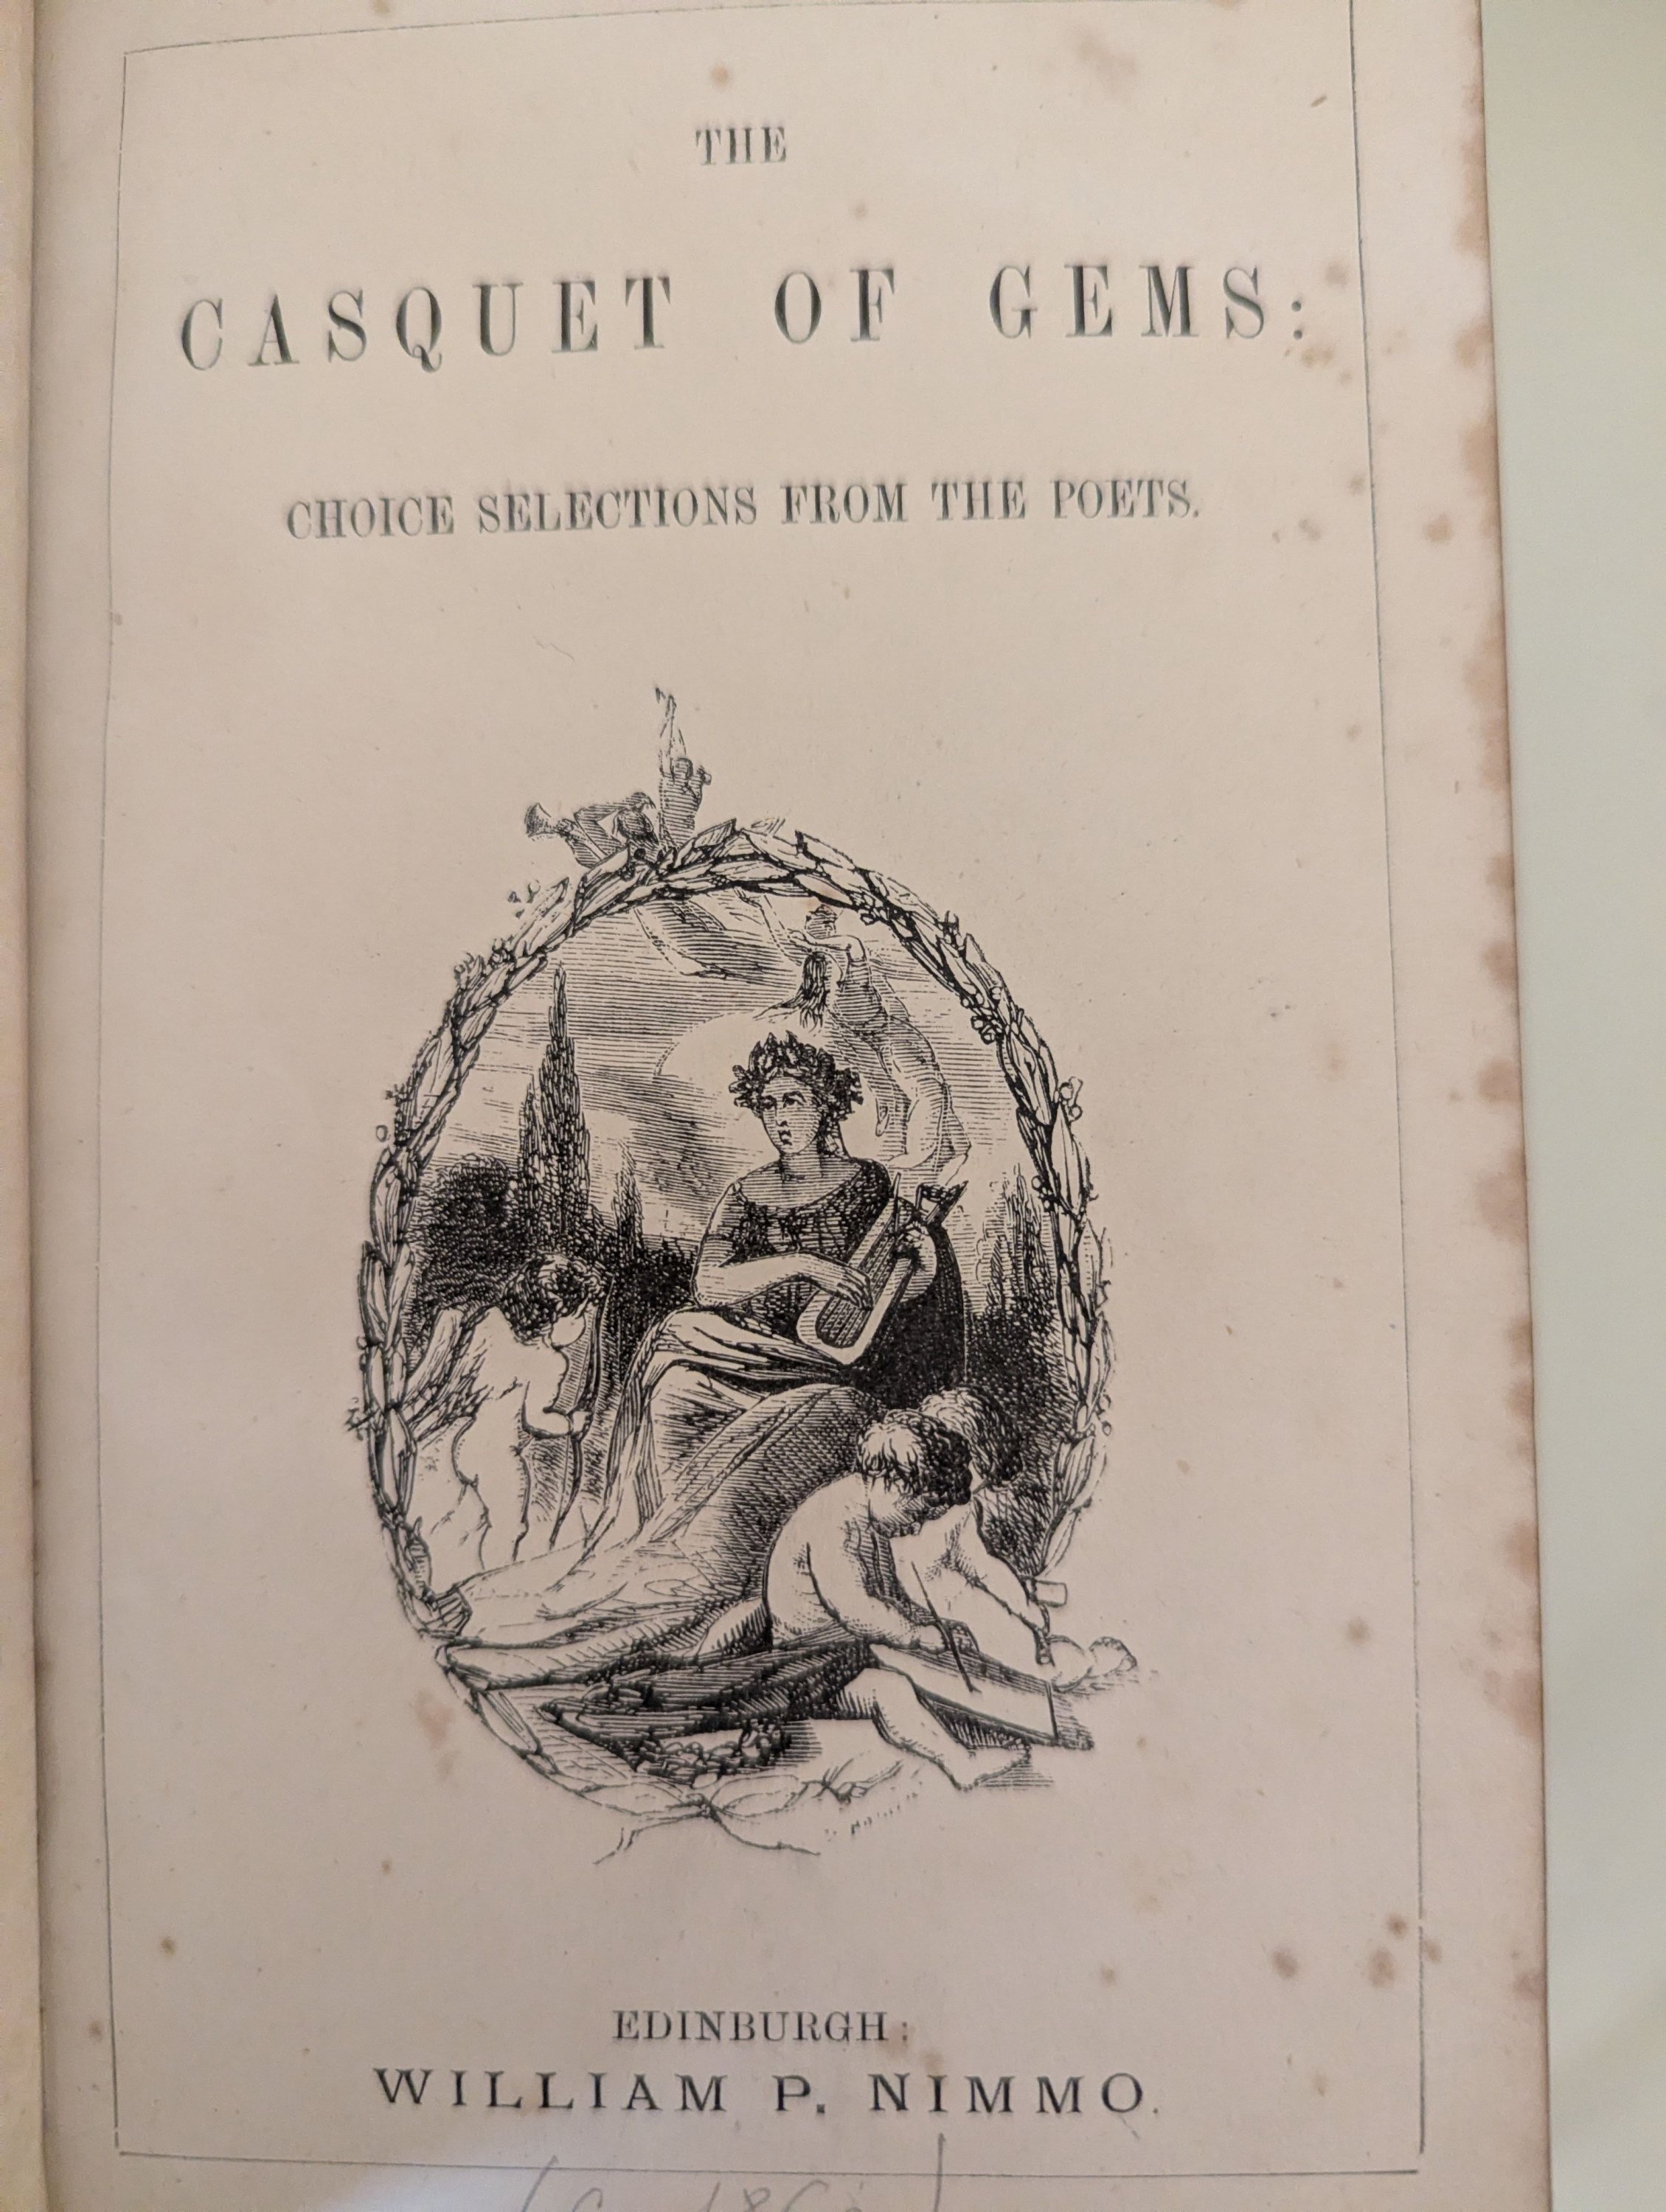 THE
CASQUET OF GEMS:
CHOICE SELECTIONS FROM THE POETS.
EDINBURGH:
WILLIAM P. NIMMO.